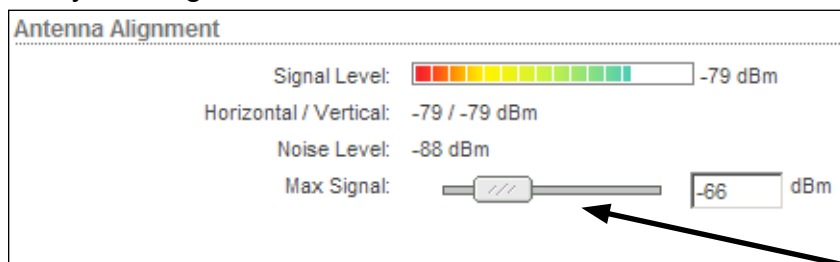 Antenna Alignment
Signal Level: -79 dBm
Horizontal / Vertical: -79 / -79 dBm
Noise Level: -88 dBm
Max Signal: -66 dBm